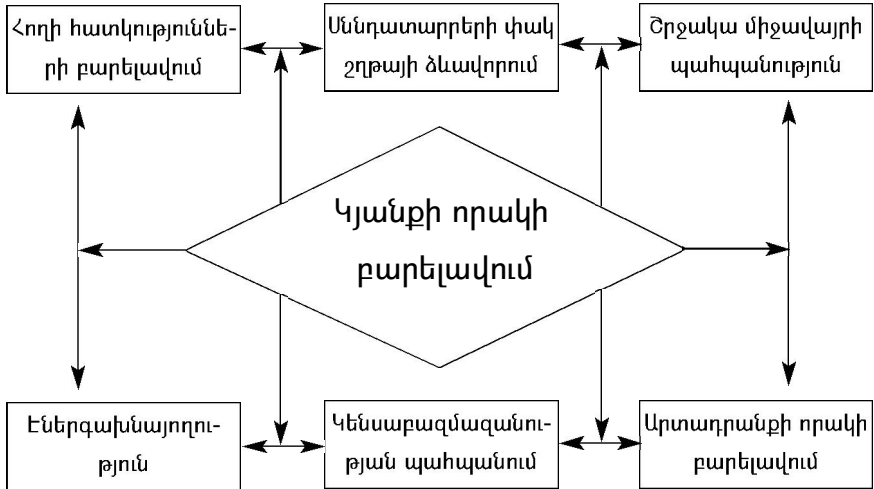 Հողի հատկություննե-
րի բարելավում
Սննդատարրերի փակ
շղթայի ձևավորում
Շրջակա միջավայրի
պահպանություն
Կյանքի որակի
բարելավում
Էներգախնայողու-
թյուն
Կենսաբազմազանու-
թյան պահպանում
Արտադրանքի որակի
բարելավում